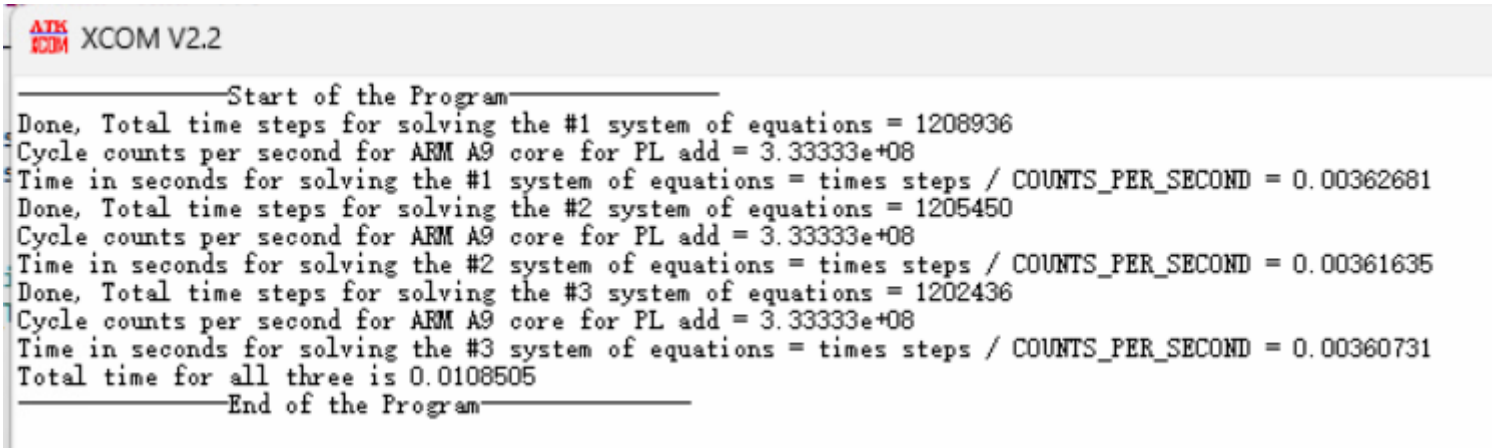 ATK
XCOM
XCOM V2.2
——————Start of the Program——————
Done, Total time steps for solving the #1 system of equations = 1208936
Cycle counts per second for ARM A9 core for PL add = 3.33333e+08
Time in seconds for solving the #1 system of equations = times steps / COUNTS_PER_SECOND = 0.00362681
Done, Total time steps for solving the #2 system of equations = 1205450
Cycle counts per second for ARM A9 core for PL add = 3.33333e+08
Time in seconds for solving the #2 system of equations = times steps / COUNTS_PER_SECOND = 0.00361635
Done, Total time steps for solving the #3 system of equations = 1202436
Cycle counts per second for ARM A9 core for PL add = 3.33333e+08
Time in seconds for solving the #3 system of equations = times steps / COUNTS_PER_SECOND = 0.00360731
Total time for all three is 0.0108505
——————End of the Program——————